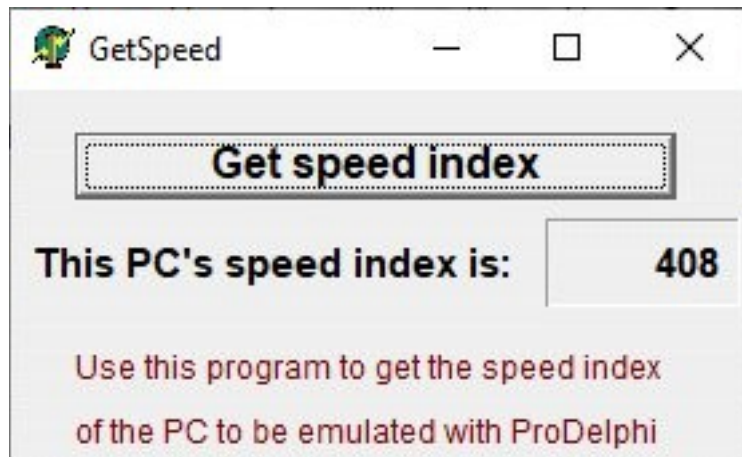 GetSpeed
Get speed index
This PC's speed index is: 408
Use this program to get the speed index
of the PC to be emulated with ProDelphi